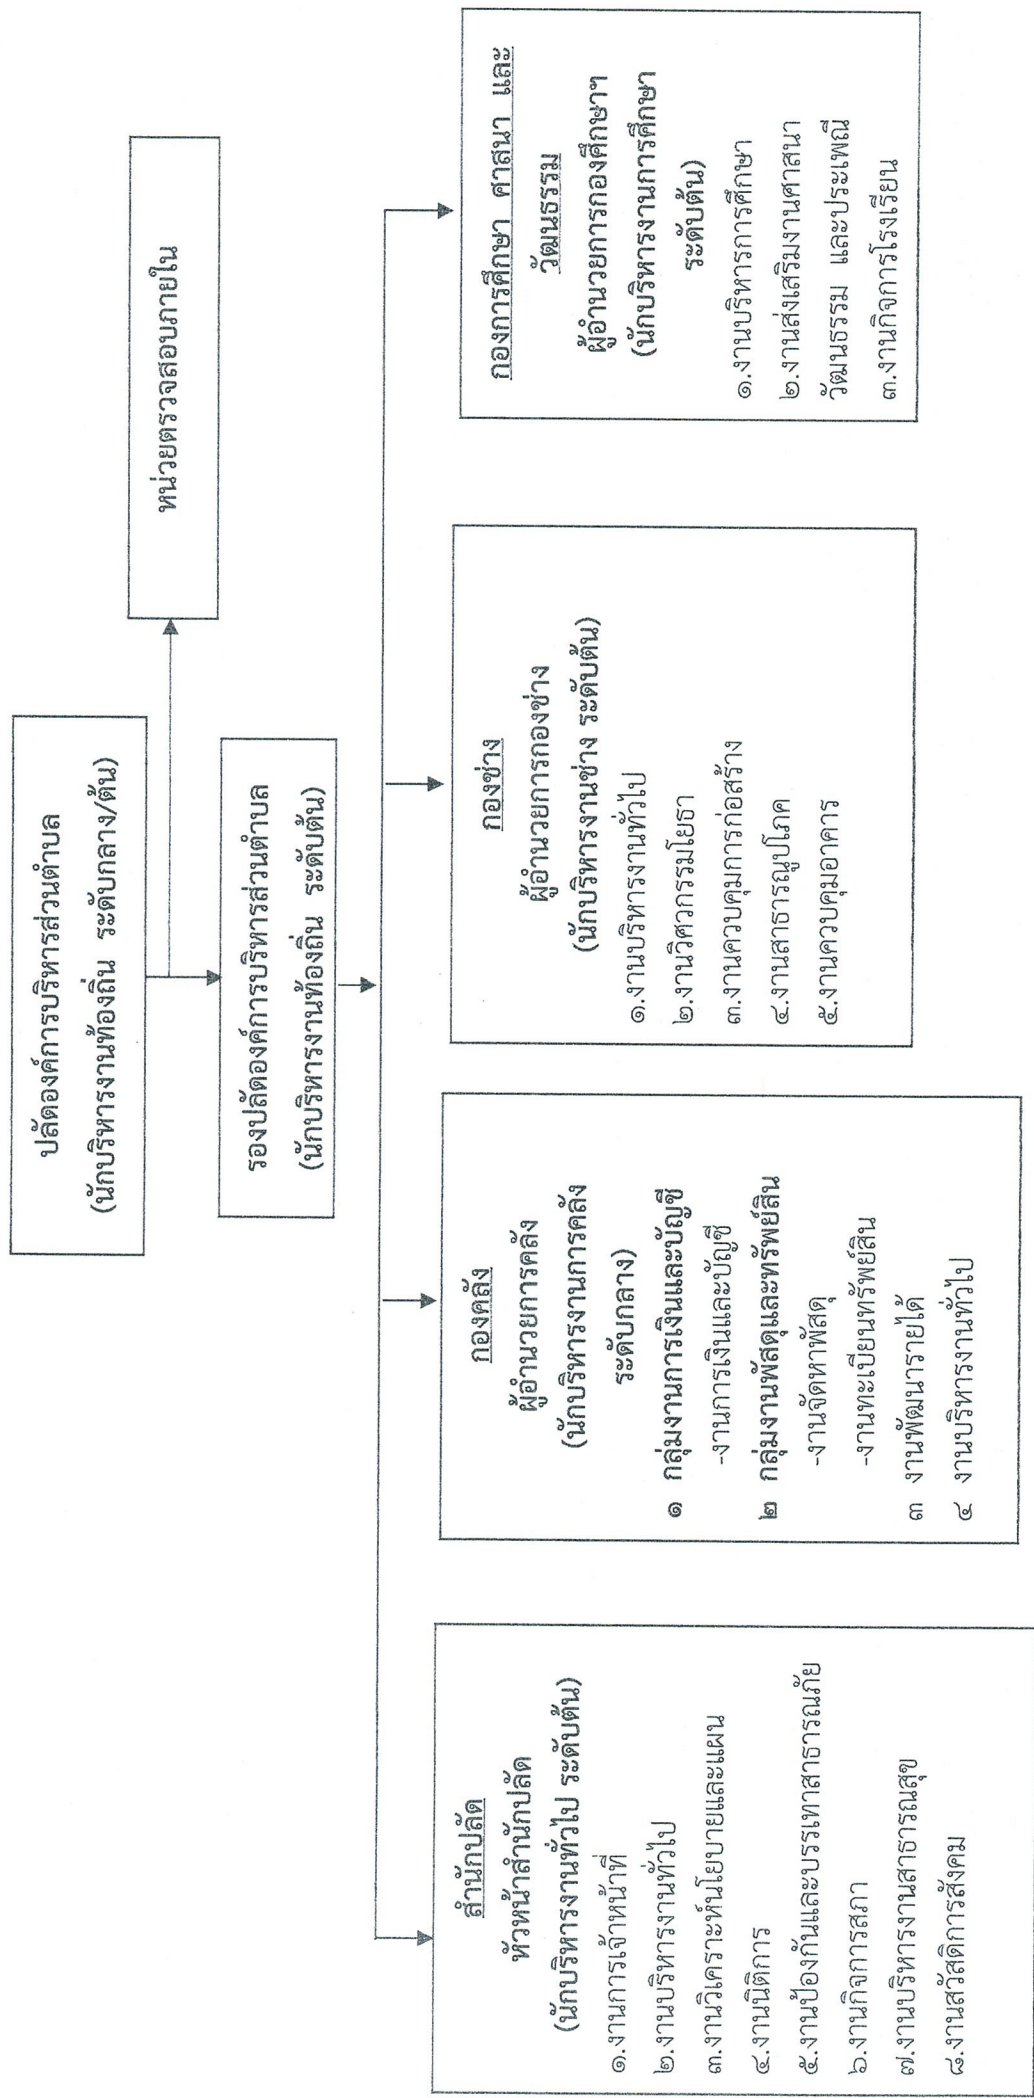 ปลัดองค์การบริหารส่วนตำบล
(นักบริหารงานท้องถิ่น ระดับกลาง/ต้น)
หน่วยตรวจสอบภายใน
รองปลัดองค์การบริหารส่วนตำบล
(นักบริหารงานท้องถิ่น ระดับต้น)
สำนักปลัด
หัวหน้าสำนักปลัด
(นักบริหารงานทั่วไป ระดับต้น)
๑.งานการเจ้าหน้าที่
๒.งานบริหารงานทั่วไป
๓.งานวิเคราะห์นโยบายและแผน
๔.งานนิติการ
๕.งานป้องกันและบรรเทาสาธารณภัย
๖.งานกิจการสภา
๗.งานบริหารงานสาธารณสุข
๘.งานสวัสดิการสังคม
กองคลัง
ผู้อำนวยการคลัง
(นักบริหารงานการคลัง
ระดับกลาง)
๑ กลุ่มงานการเงินและบัญชี
-งานการเงินและบัญชี
๒ กลุ่มงานพัสดุและทรัพย์สิน
-งานจัดหาพัสดุ
-งานทะเบียนทรัพย์สิน
๓ งานพัฒนารายได้
๔ งานบริหารงานทั่วไป
กองช่าง
ผู้อำนวยการกองช่าง
(นักบริหารงานช่าง ระดับต้น)
๑.งานบริหารงานทั่วไป
๒.งานวิศวกรรมโยธา
๓.งานควบคุมการก่อสร้าง
๔.งานสาธารณูปโภค
๕.งานควบคุมอาคาร
กองการศึกษา ศาสนา และ
วัฒนธรรม
ผู้อำนวยการกองศึกษาฯ
(นักบริหารงานการศึกษา
ระดับต้น)
๑.งานบริหารการศึกษา
๒.งานส่งเสริมงานศาสนา
วัฒนธรรม และประเพณี
๓.งานกิจการโรงเรียน